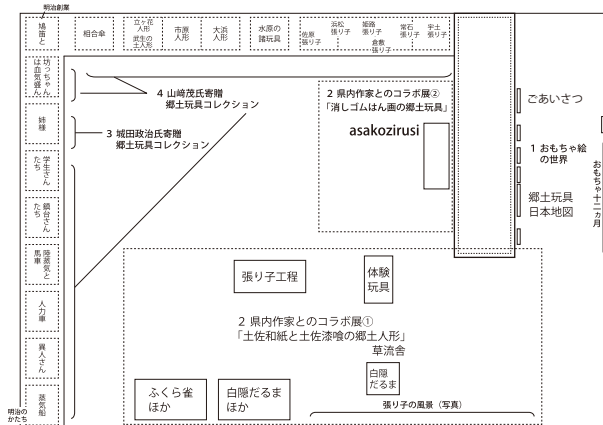 明治創業
鳩笛と
相合傘
立ヶ花
人形
武生の
土人形
市原
人形
大浜
人形
水原の
諸玩具
佐原
張り子
浜松
張り子
姫路
張り子
倉敷
張り子
常石
張り子
宇土
張り子
坊っちゃん
は血気盛ん
姉様
学生さん
たち
鎮台さん
たち
陸蒸気と
馬車
人力車
異人さん
蒸気船
明治の
かたち
4 山﨑茂氏寄贈
郷土玩具コレクション
3 城田政治氏寄贈
郷土玩具コレクション
2 県内作家とのコラボ展②
「消しゴムはん画の郷土玩具」
asakozirusi
ごあいさつ
1 おもちゃ絵
の世界
郷土玩具
日本地図
おもちゃ十二ヵ月
張り子工程
体験
玩具
2 県内作家とのコラボ展①
「土佐和紙と土佐漆喰の郷土人形」
草流舎
白隠
だるま
ふくら雀
ほか
白隠だるま
ほか
張り子の風景（写真）